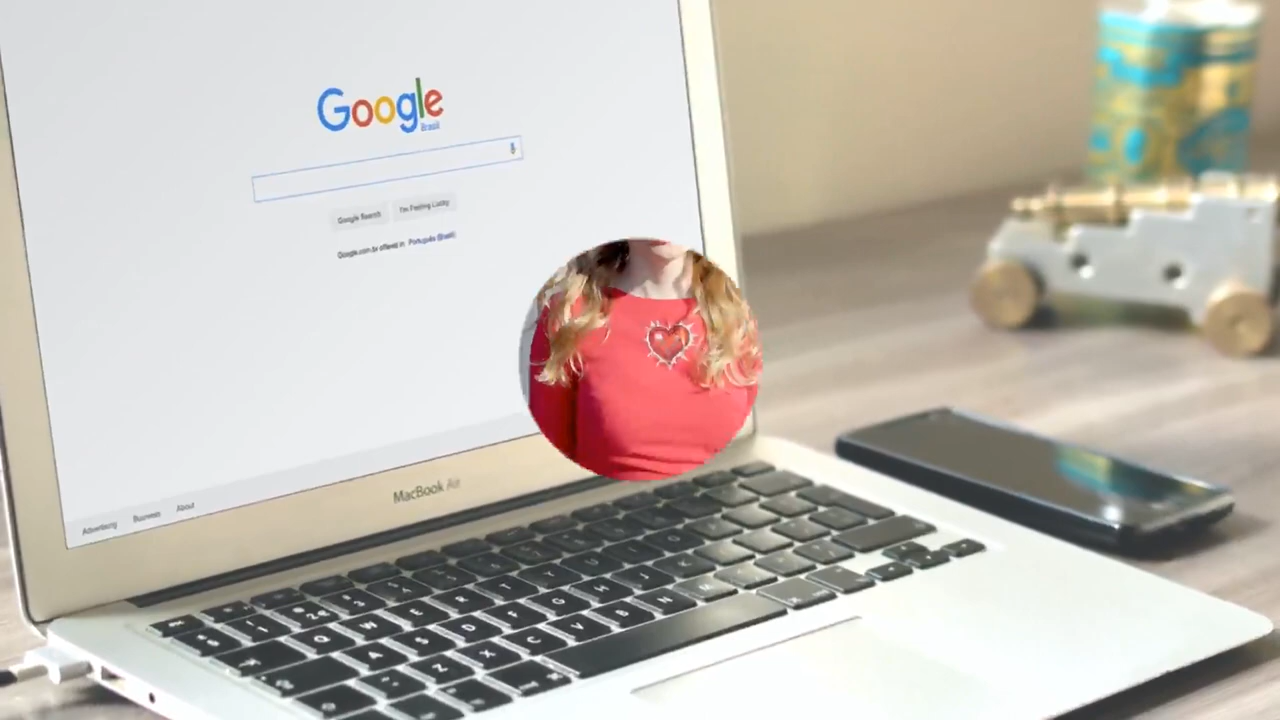 Google
Brasil
Google Search I'm Feeling Lucky
Google.com.br offered in Português (Brasil)
Advertising Business About
MacBook Air
Q W E R T Y U I O
A S D F G H J K
Z X C V B N